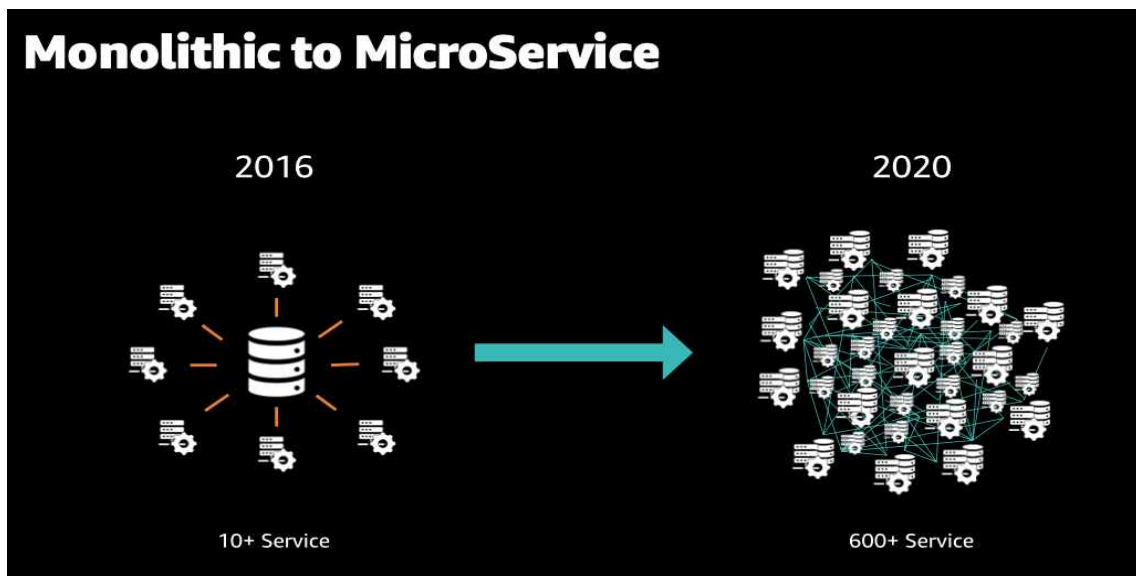 Monolithic to MicroService
2016
2020
10+ Service
600+ Service